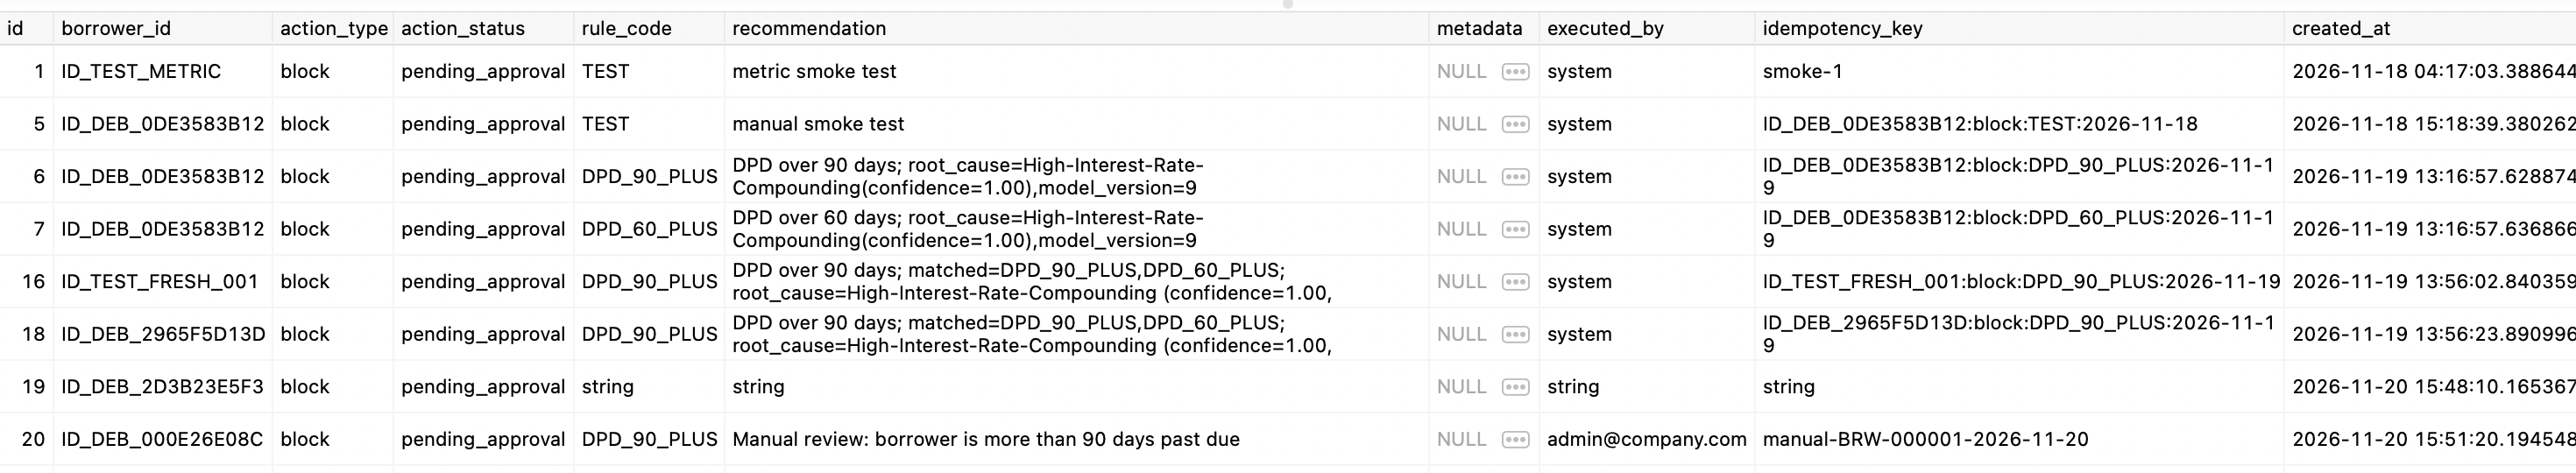 id borrower_id action_type action_status rule_code recommendation metadata executed_by idempotency_key created_at
1 ID_TEST_METRIC block pending_approval TEST metric smoke test NULL system smoke-1 2026-11-18 04:17:03.388644
5 ID_DEB_0DE3583B12 block pending_approval TEST manual smoke test NULL system ID_DEB_0DE3583B12:block:TEST:2026-11-18 2026-11-18 15:18:39.380262
6 ID_DEB_0DE3583B12 block pending_approval DPD_90_PLUS DPD over 90 days; root_cause=High-Interest-Rate-
Compounding(confidence=1.00),model_version=9 NULL system ID_DEB_0DE3583B12:block:DPD_90_PLUS:2026-11-1
9 2026-11-19 13:16:57.628874
7 ID_DEB_0DE3583B12 block pending_approval DPD_60_PLUS DPD over 60 days; root_cause=High-Interest-Rate-
Compounding(confidence=1.00),model_version=9 NULL system ID_DEB_0DE3583B12:block:DPD_60_PLUS:2026-11-1
9 2026-11-19 13:16:57.636866
16 ID_TEST_FRESH_001 block pending_approval DPD_90_PLUS DPD over 90 days; matched=DPD_90_PLUS,DPD_60_PLUS;
root_cause=High-Interest-Rate-Compounding (confidence=1.00, NULL system ID_TEST_FRESH_001:block:DPD_90_PLUS:2026-11-19 2026-11-19 13:56:02.840359
18 ID_DEB_2965F5D13D block pending_approval DPD_90_PLUS DPD over 90 days; matched=DPD_90_PLUS,DPD_60_PLUS;
root_cause=High-Interest-Rate-Compounding (confidence=1.00, NULL system ID_DEB_2965F5D13D:block:DPD_90_PLUS:2026-11-1
9 2026-11-19 13:56:23.890996
19 ID_DEB_2D3B23E5F3 block pending_approval string string NULL string string 2026-11-20 15:48:10.165367
20 ID_DEB_000E26E08C block pending_approval DPD_90_PLUS Manual review: borrower is more than 90 days past due NULL admin@company.com manual-BRW-000001-2026-11-20 2026-11-20 15:51:20.194548